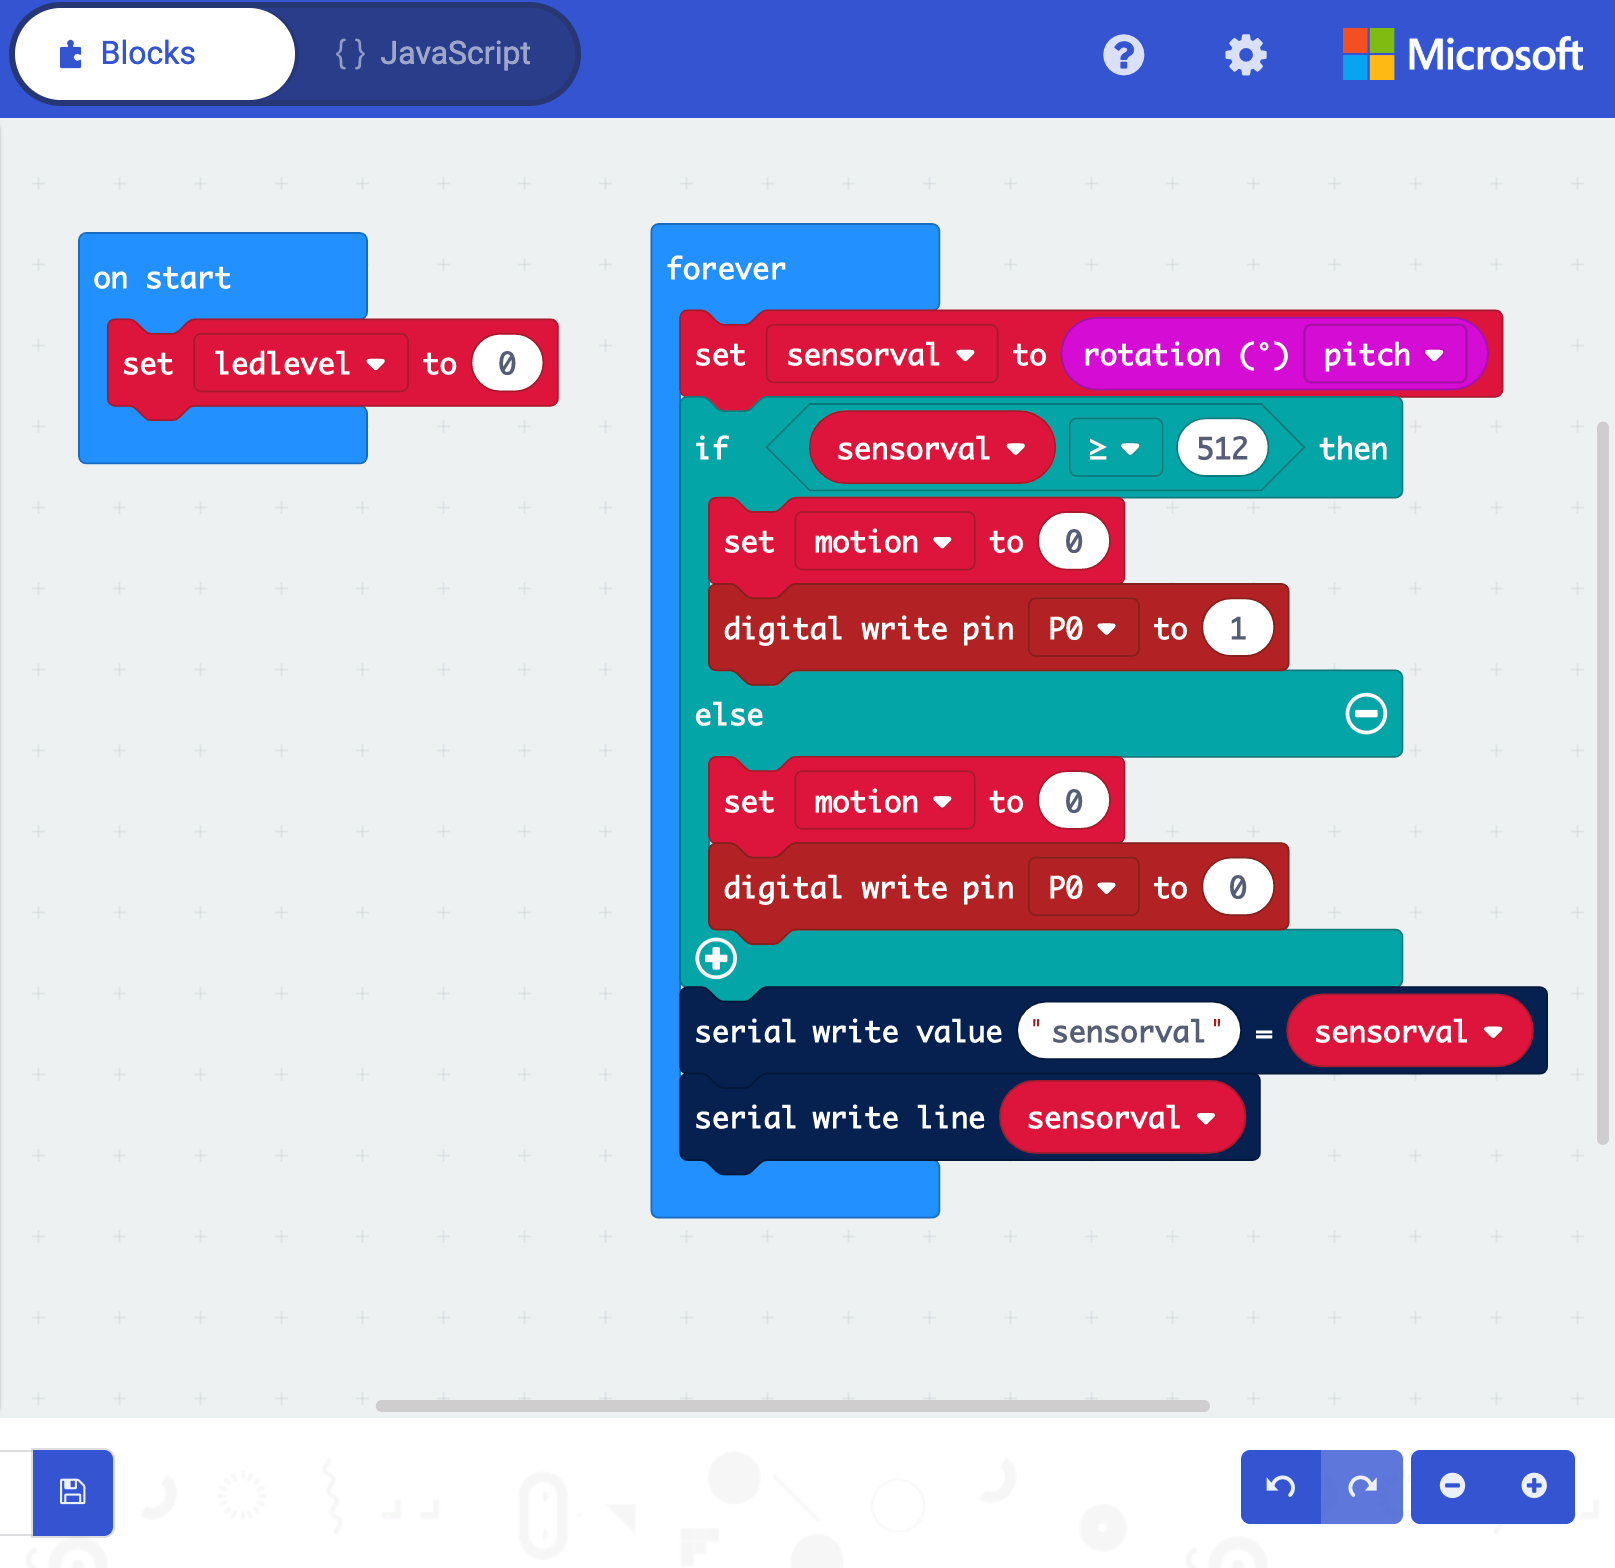 Blocks
{ } JavaScript
?
Microsoft
on start
set ledlevel to 0
forever
set sensorval to rotation (°) pitch
if sensorval ≥ 512 then
set motion to 0
digital write pin P0 to 1
else
set motion to 0
digital write pin P0 to 0
serial write value "sensorval" = sensorval
serial write line sensorval